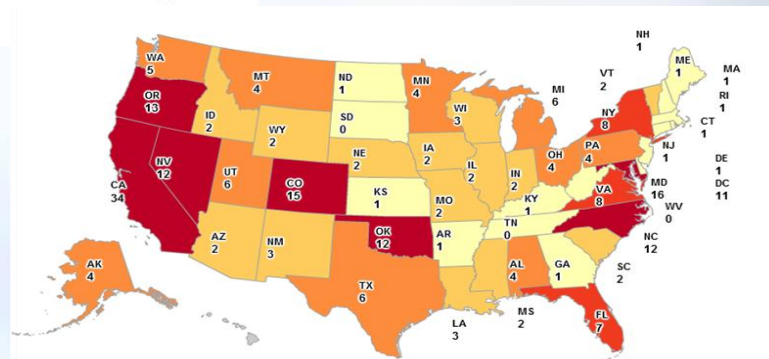 NH
1
WA
5
MT
4
ND
1
MN
4
ME
1
MA
1
VT
2
MI
6
RI
1
OR
13
ID
2
SD
0
WI
3
NY
8
CT
1
WY
2
NE
2
IA
2
IL
2
IN
2
OH
4
PA
4
NJ
1
DE
1
NV
12
UT
6
CO
15
CA
34
KS
1
MO
2
KY
1
VA
8
MD
16
DC
11
WV
0
AZ
2
NM
3
OK
12
AR
1
TN
0
NC
12
AK
4
TX
6
AL
4
GA
1
SC
2
LA
3
MS
2
FL
7